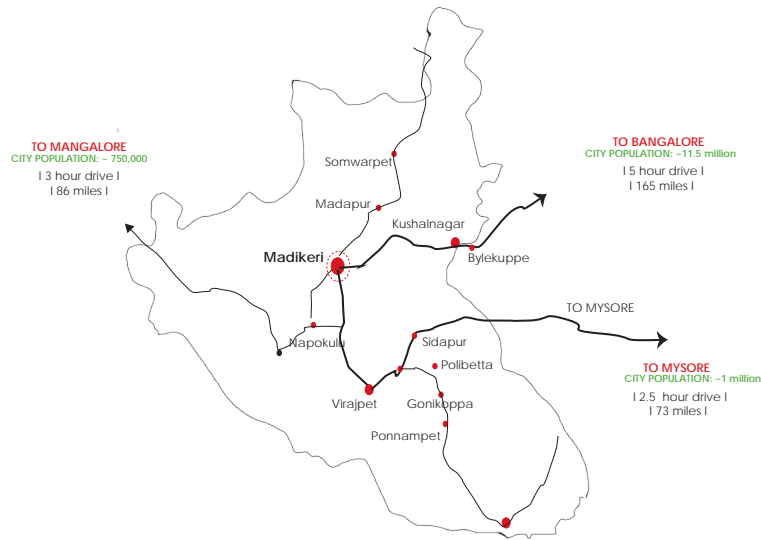 TO MANGALORE
CITY POPULATION: ~ 750,000
I 3 hour drive I
I 86 miles I
TO BANGALORE
CITY POPULATION: ~11.5 million
I 5 hour drive I
I 165 miles I
Somwarpet
Madapur
Kushalnagar
Madikeri
Bylekuppe
TO MYSORE
Napokulu
Sidapur
Polibetta
TO MYSORE
CITY POPULATION: ~1 million
I 2.5 hour drive I
I 73 miles I
Virajpet
Gonikoppa
Ponnampet